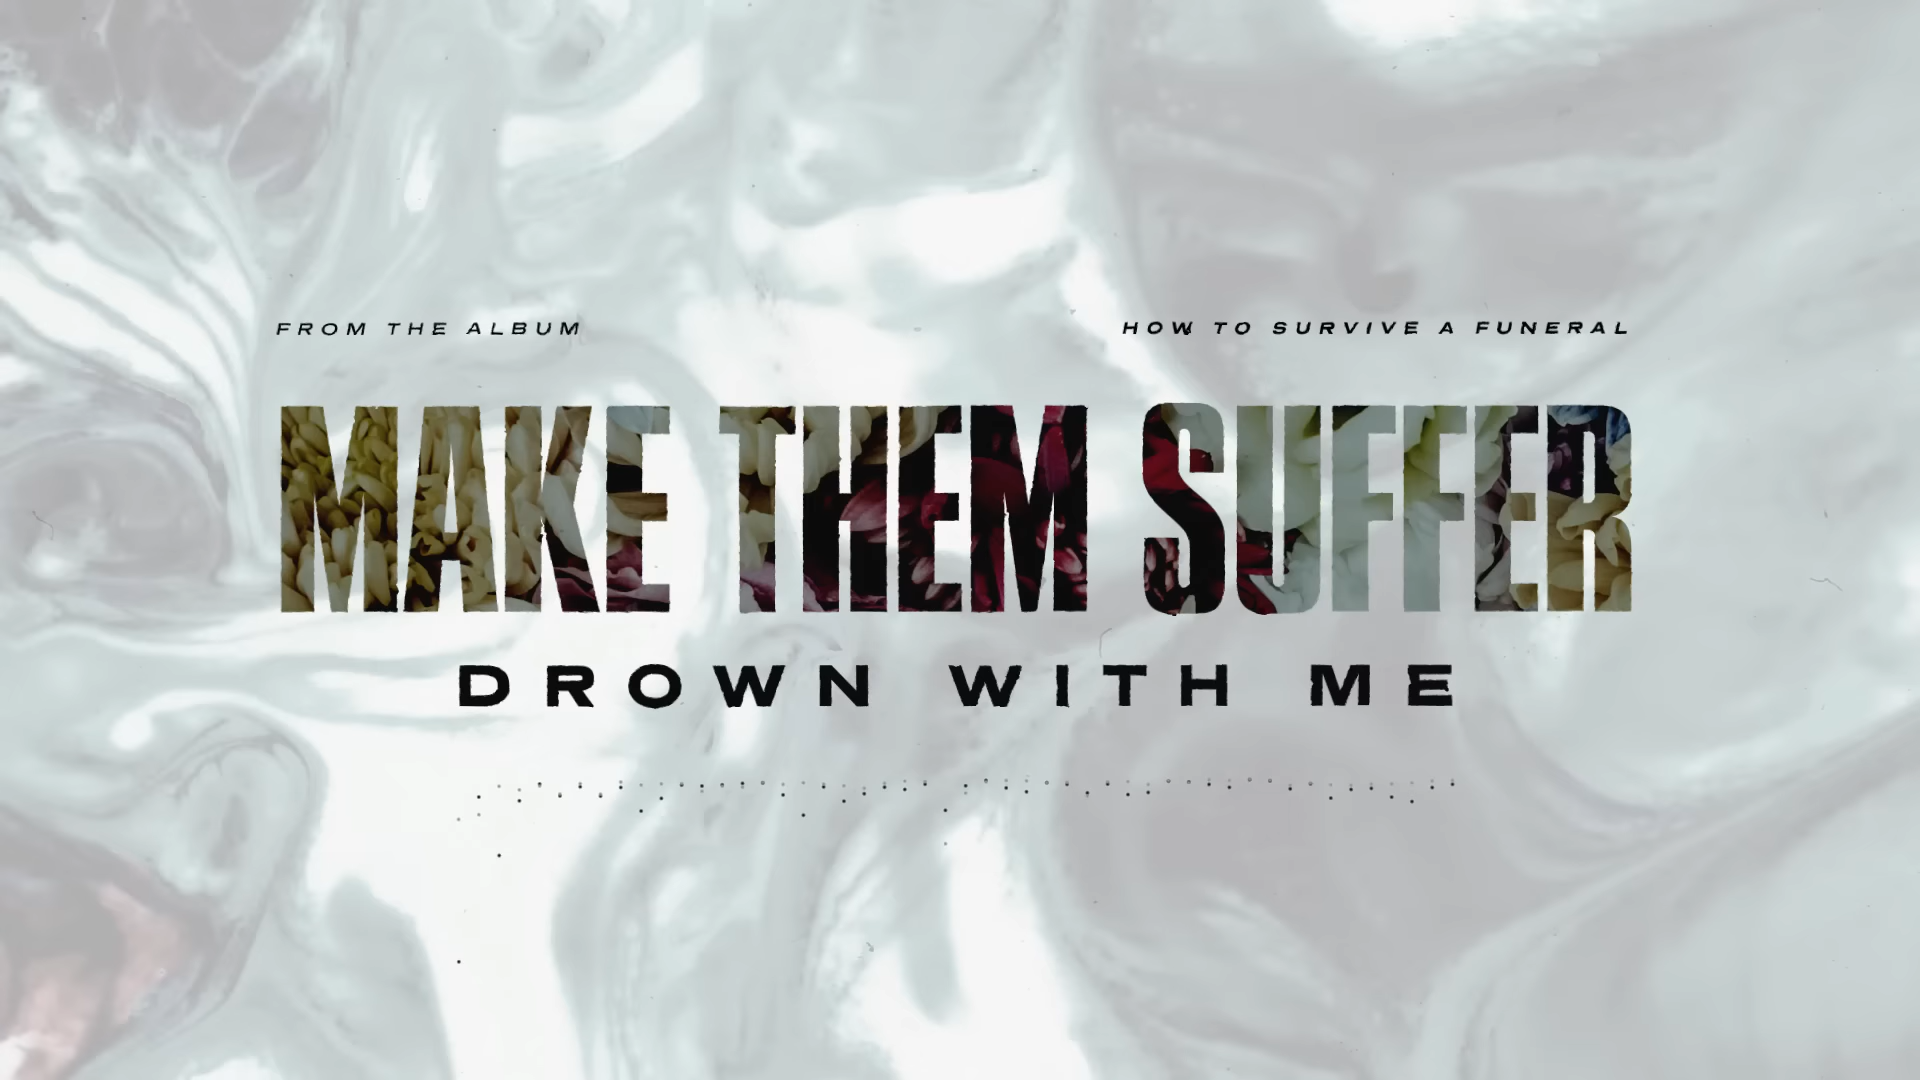 FROM THE ALBUM
HOW TO SURVIVE A FUNERAL
MAKE THEM SUFFER
DROWN WITH ME